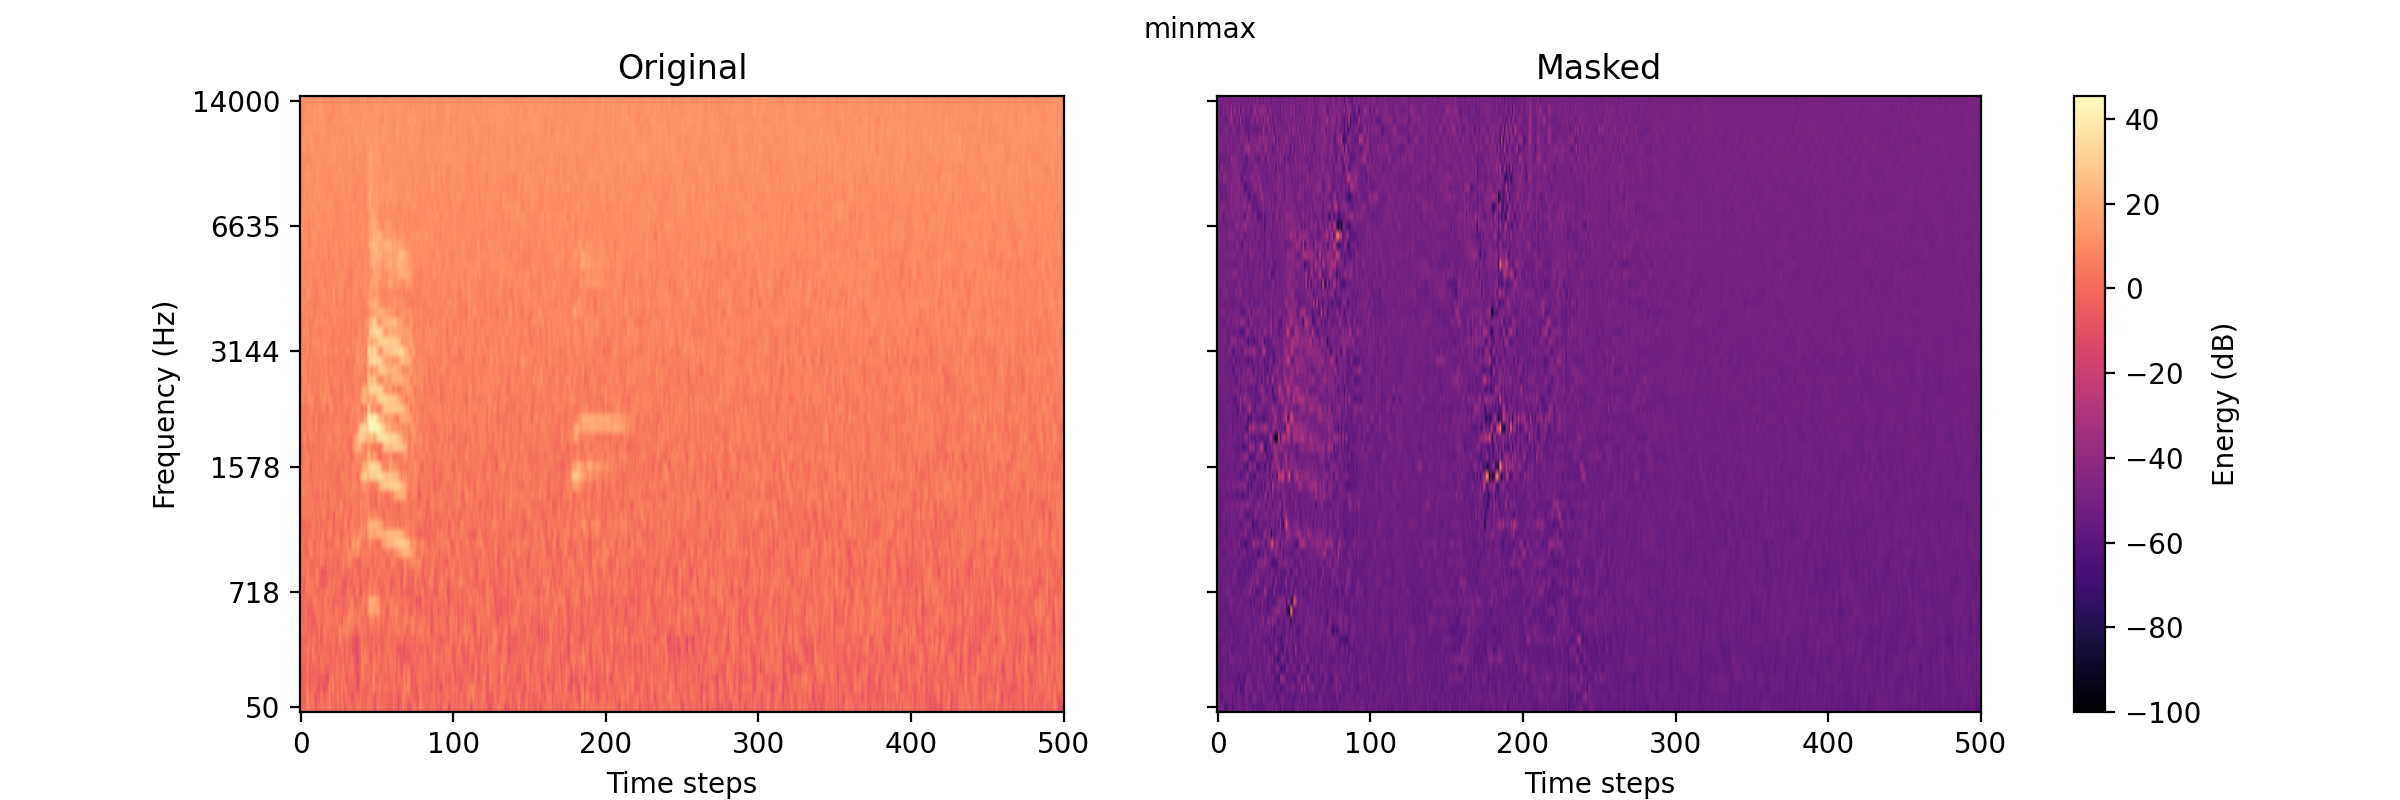 minmax
Original
Masked
14000
6635
3144
1578
718
50
Frequency (Hz)
0 100 200 300 400 500
Time steps
0 100 200 300 400 500
Time steps
40
20
0
−20
−40
−60
−80
−100
Energy (dB)